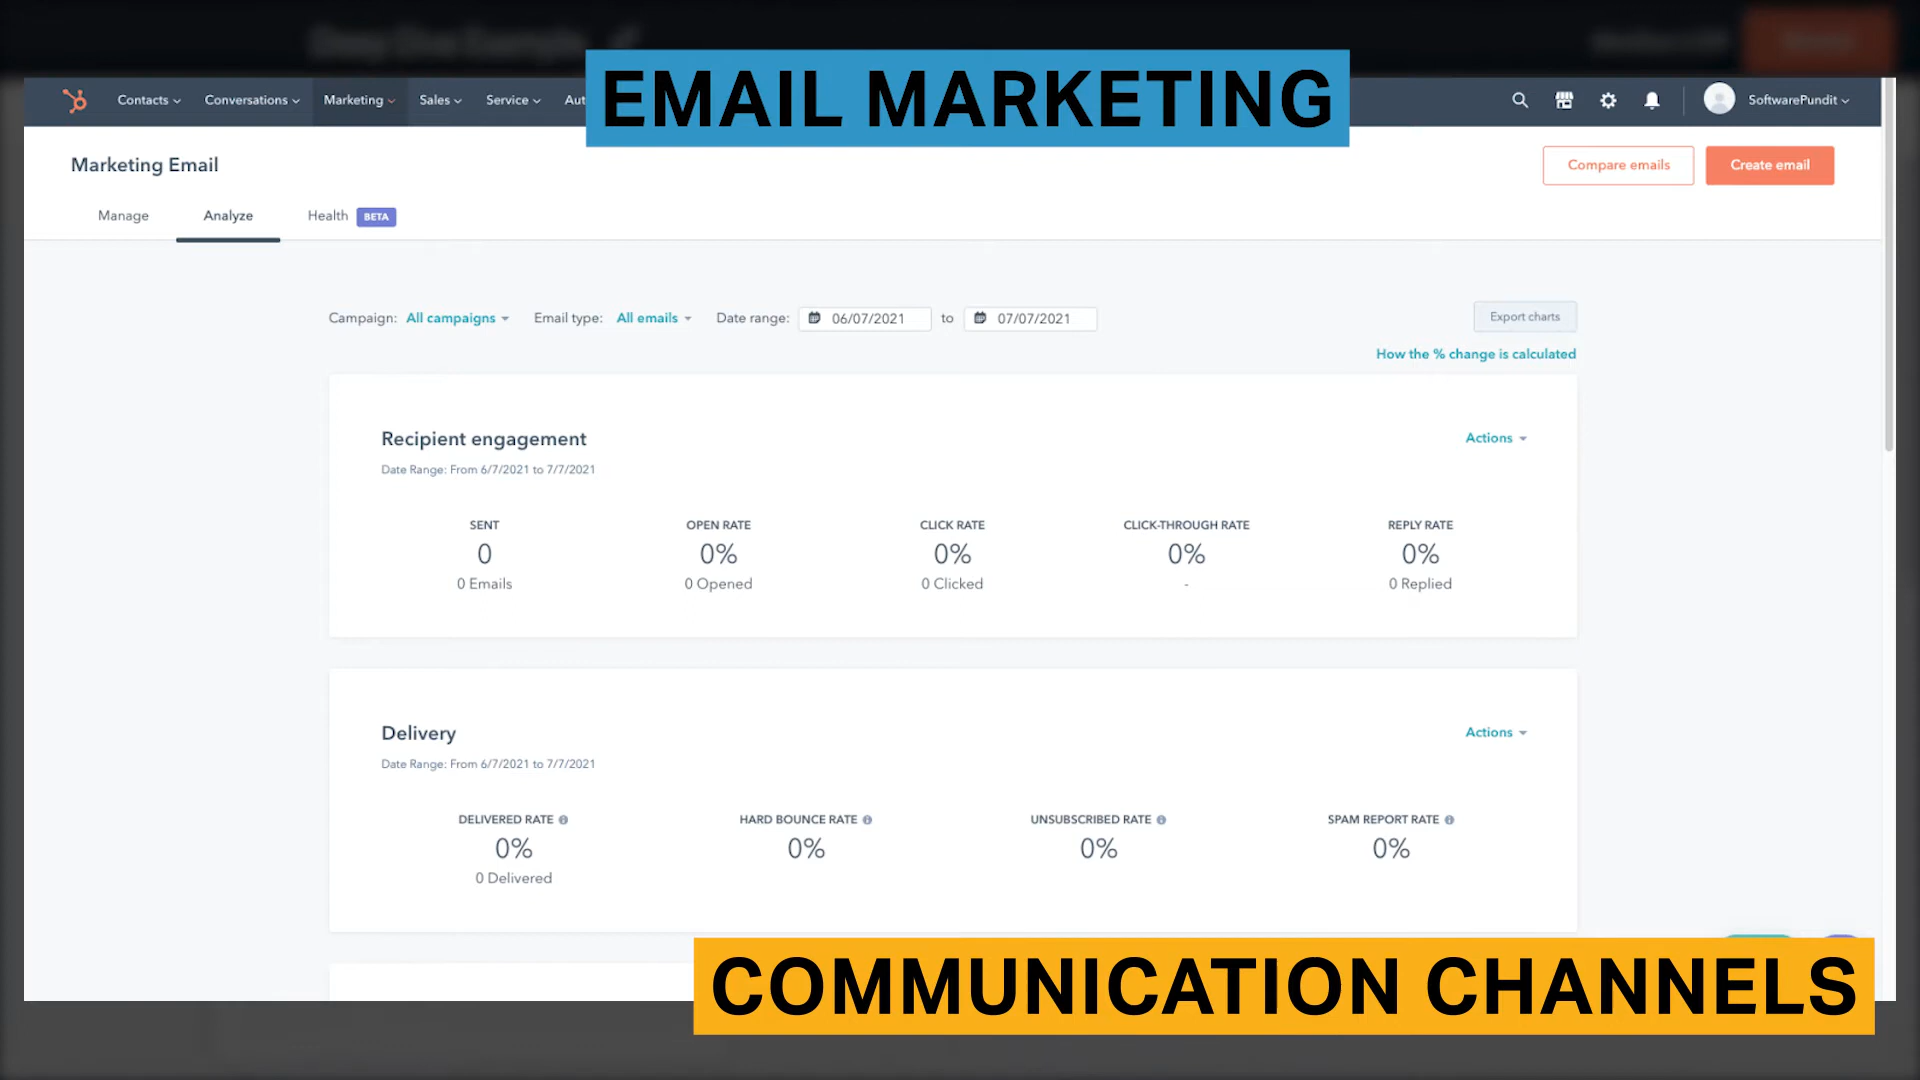 EMAIL MARKETING
Contacts Conversations Marketing Sales Service Aut
SoftwarePundit
Marketing Email
Compare emails Create email
Manage Analyze Health BETA
Campaign: All campaigns Email type: All emails Date range: 06/07/2021 to 07/07/2021
Export charts
How the % change is calculated
Recipient engagement
Actions
Date Range: From 6/7/2021 to 7/7/2021
SENT OPEN RATE CLICK RATE CLICK-THROUGH RATE REPLY RATE
0 0% 0% 0% 0%
0 Emails 0 Opened 0 Clicked - 0 Replied
Delivery
Actions
Date Range: From 6/7/2021 to 7/7/2021
DELIVERED RATE HARD BOUNCE RATE UNSUBSCRIBED RATE SPAM REPORT RATE
0% 0% 0% 0%
0 Delivered
COMMUNICATION CHANNELS